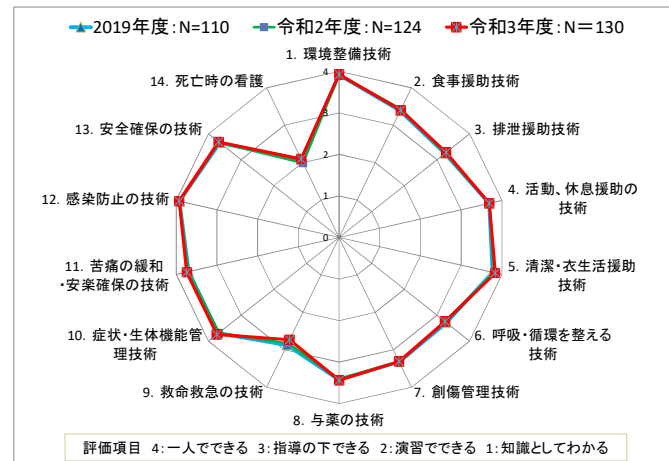 2019年度:N=110 令和2年度:N=124 令和3年度:N=130
1. 環境整備技術
2. 食事援助技術
3. 排泄援助技術
4. 活動、休息援助の
技術
5. 清潔・衣生活援助
技術
6. 呼吸・循環を整える
技術
7. 創傷管理技術
8. 与薬の技術
9. 救命救急の技術
10. 症状・生体機能管
理技術
11. 苦痛の緩和
・安楽確保の技術
12. 感染防止の技術
13. 安全確保の技術
14. 死亡時の看護
4
3
2
1
0
評価項目 4:一人でできる 3:指導の下できる 2:演習でできる 1:知識としてわかる